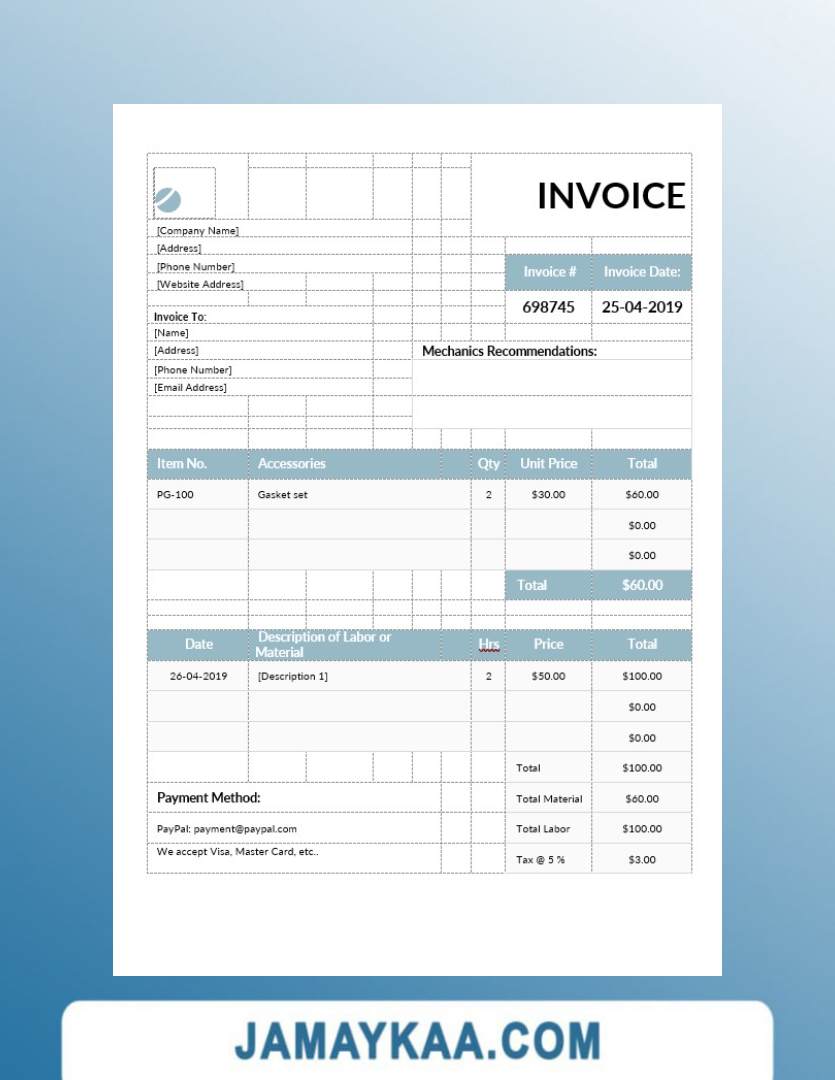 INVOICE
[Company Name]
[Address]
[Phone Number]
[Website Address]
Invoice # Invoice Date:
698745 25-04-2019
Invoice To:
[Name]
[Address]
[Phone Number]
[Email Address]
Mechanics Recommendations:
Item No. Accessories Qty Unit Price Total
PG-100 Gasket set 2 $30.00 $60.00
$0.00
$0.00
Total $60.00
Date Description of Labor or Material Hrs Price Total
26-04-2019 [Description 1] 2 $50.00 $100.00
$0.00
$0.00
Total $100.00
Payment Method: Total Material $60.00
PayPal: payment@paypal.com Total Labor $100.00
We accept Visa, Master Card, etc.. Tax @ 5 % $3.00
JAMAYKAA.COM